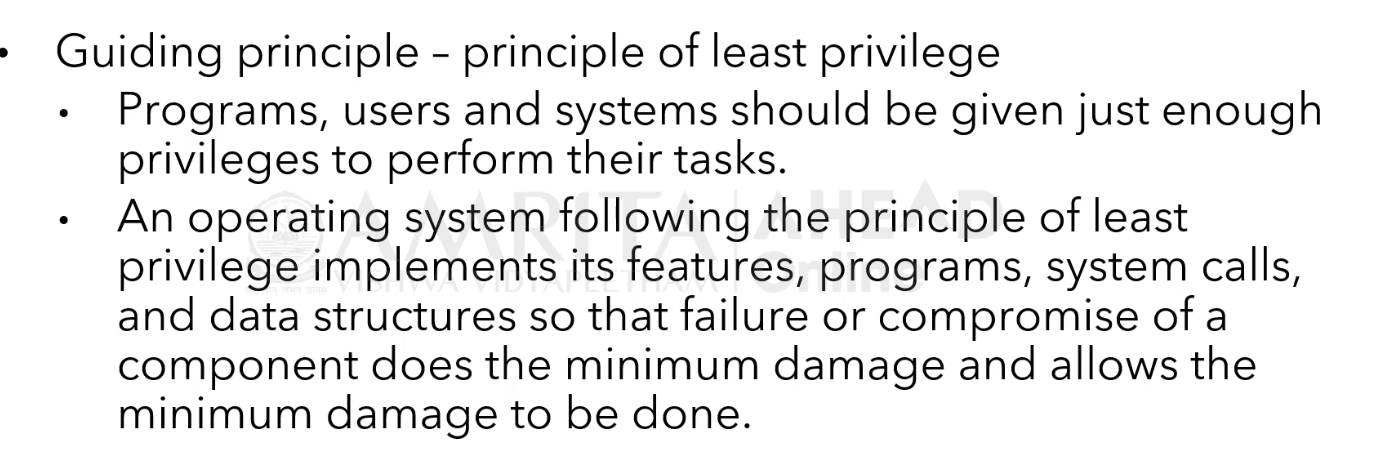 • Guiding principle – principle of least privilege
• Programs, users and systems should be given just enough
privileges to perform their tasks.
• An operating system following the principle of least
privilege implements its features, programs, system calls,
and data structures so that failure or compromise of a
component does the minimum damage and allows the
minimum damage to be done.
AMRITA
VISHWA VIDYAPEETHAM
AHEAD
Online